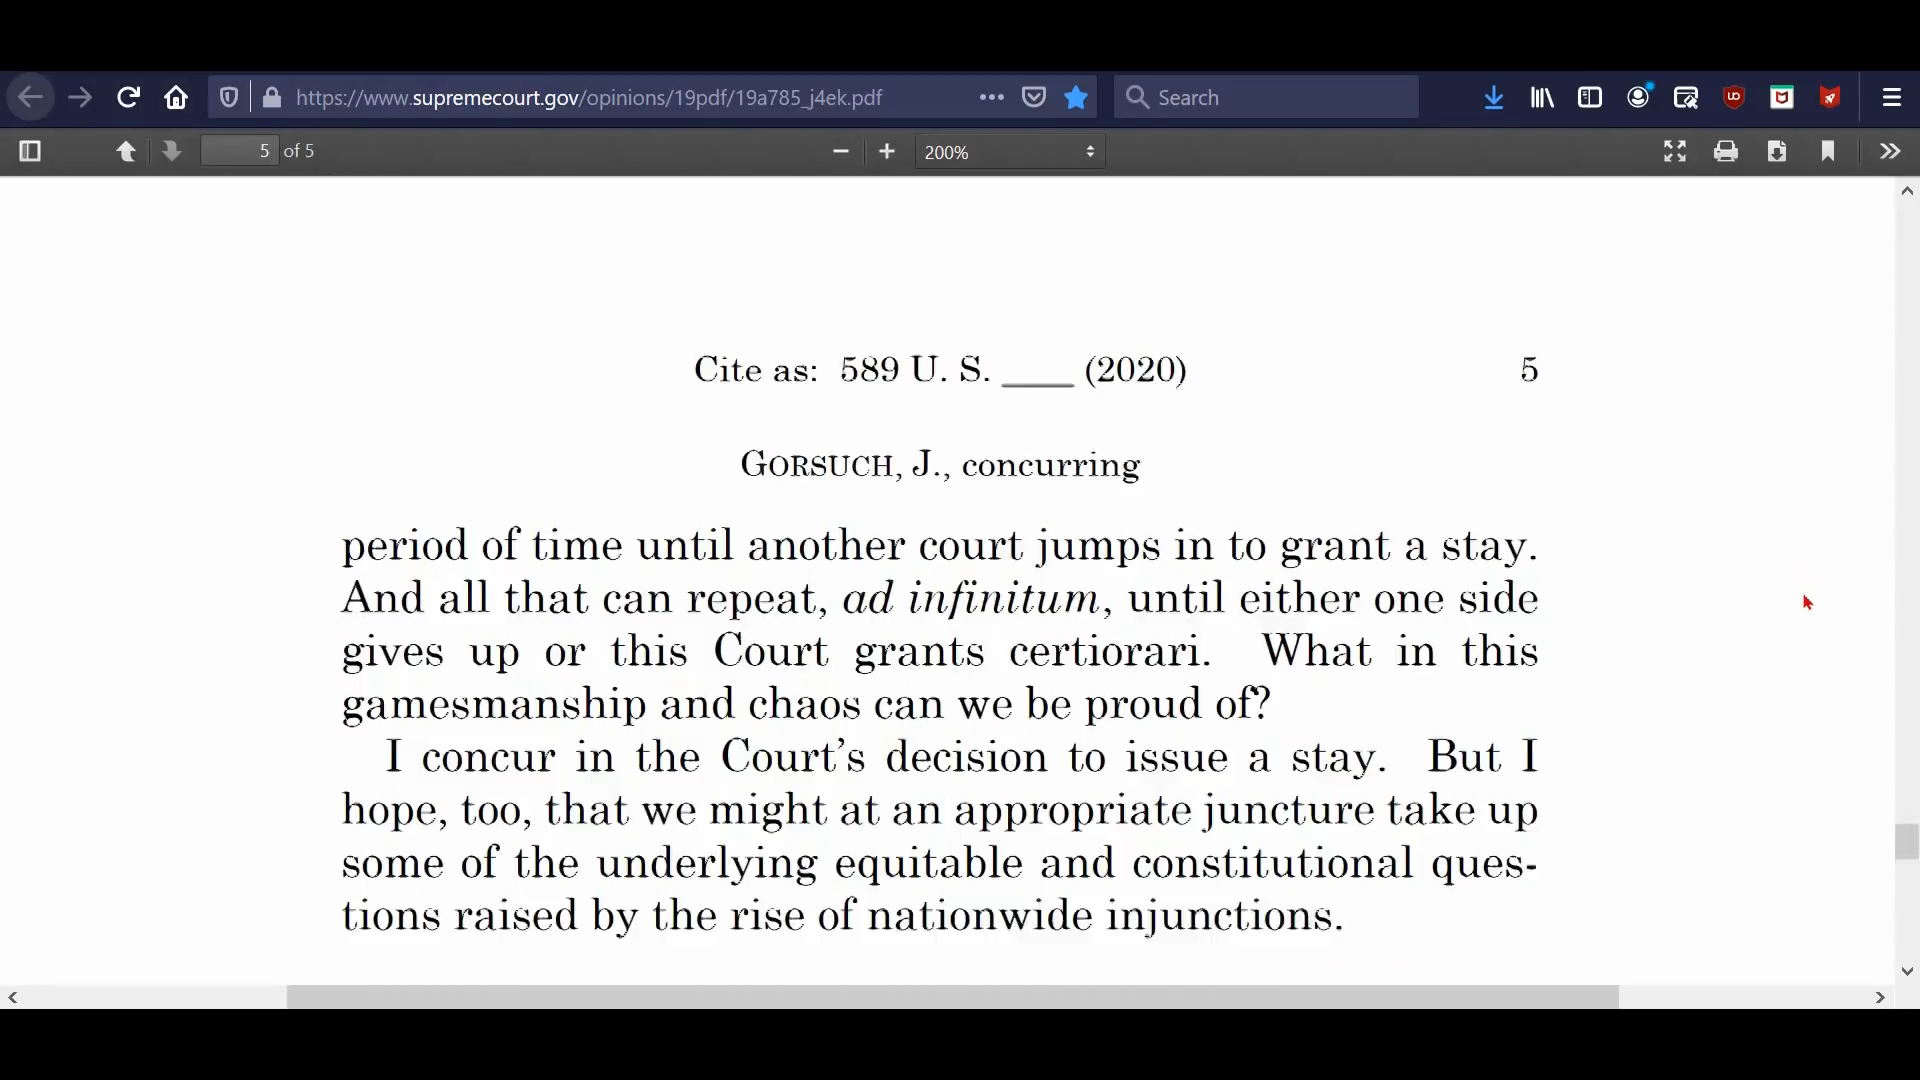 https://www.supremecourt.gov/opinions/19pdf/19a785_j4ek.pdf
Search
5 of 5
200%
Cite as: 589 U. S. ____ (2020) 5
GORSUCH, J., concurring
period of time until another court jumps in to grant a stay.
And all that can repeat, ad infinitum, until either one side
gives up or this Court grants certiorari. What in this
gamesmanship and chaos can we be proud of?
I concur in the Court’s decision to issue a stay. But I
hope, too, that we might at an appropriate juncture take up
some of the underlying equitable and constitutional ques-
tions raised by the rise of nationwide injunctions.